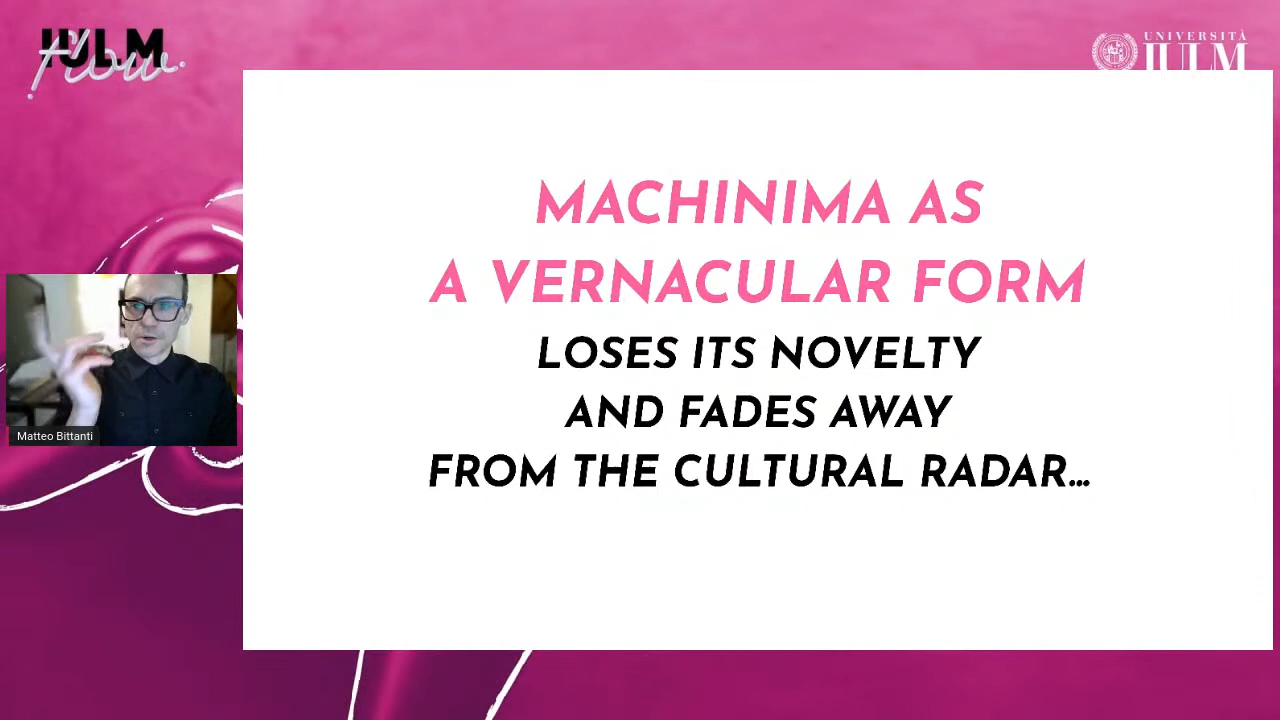 IULM
flow.
UNIVERSITÀ
IULM
MACHINIMA AS
A VERNACULAR FORM
LOSES ITS NOVELTY
AND FADES AWAY
FROM THE CULTURAL RADAR...
Matteo Bittanti